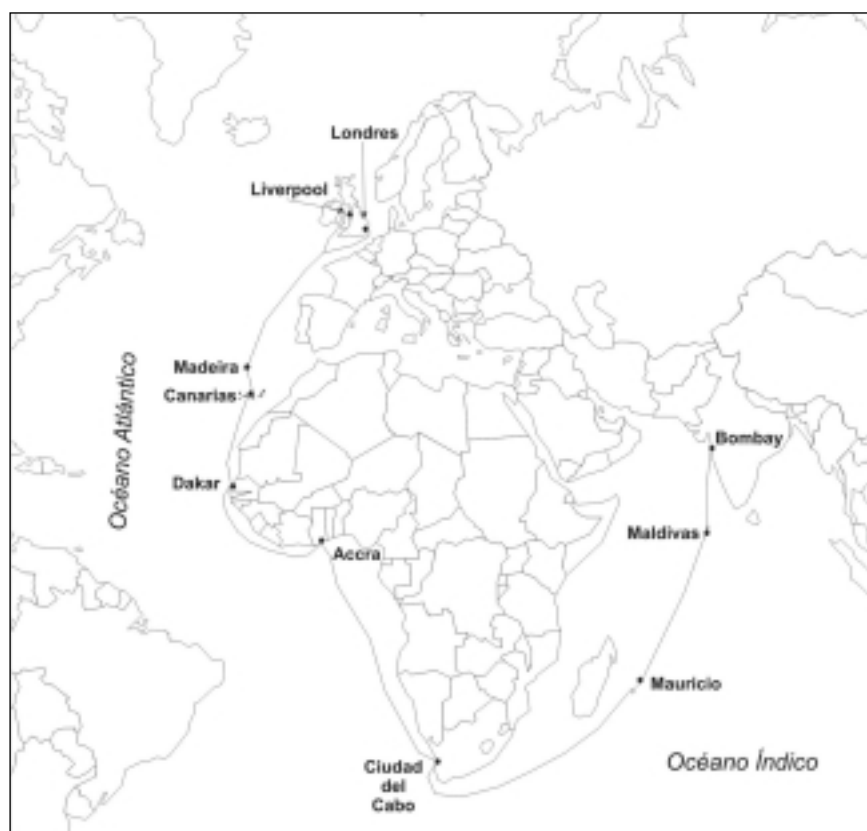 Londres
Liverpool
Madeira
Canarias
Océano Atlántico
Dakar
Accra
Bombay
Maldivas
Mauricio
Ciudad
del
Cabo
Océano Índico